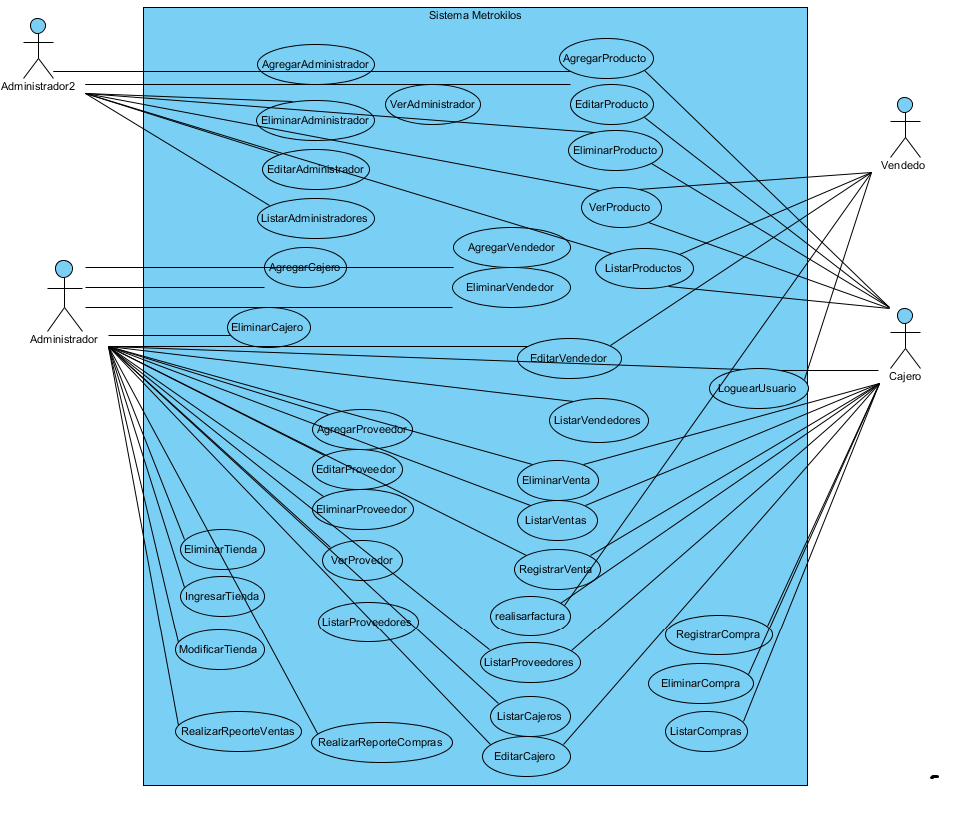 Sistema Metrokilos
Administrador2
AgregarAdministrador
AgregarProducto
VerAdministrador
EditarProducto
EliminarAdministrador
EliminarProducto
Vendedo
EditarAdministrador
VerProducto
ListarAdministradores
AgregarVendedor
AgregarCajero
ListarProductos
EliminarVendedor
Administrador
EliminarCajero
EditarVendedor
Cajero
LoguearUsuario
ListarVendedores
AgregarProveedor
EditarProveedor
EliminarVenta
EliminarProveedor
ListarVentas
EliminarTienda
VerProvedor
RegistrarVenta
IngresarTienda
realisarfactura
ListarProveedores
RegistrarCompra
ModificarTienda
ListarProveedores
EliminarCompra
ListarCajeros
RealizarRpeorteVentas
ListarCompras
RealizarReporteCompras
EditarCajero